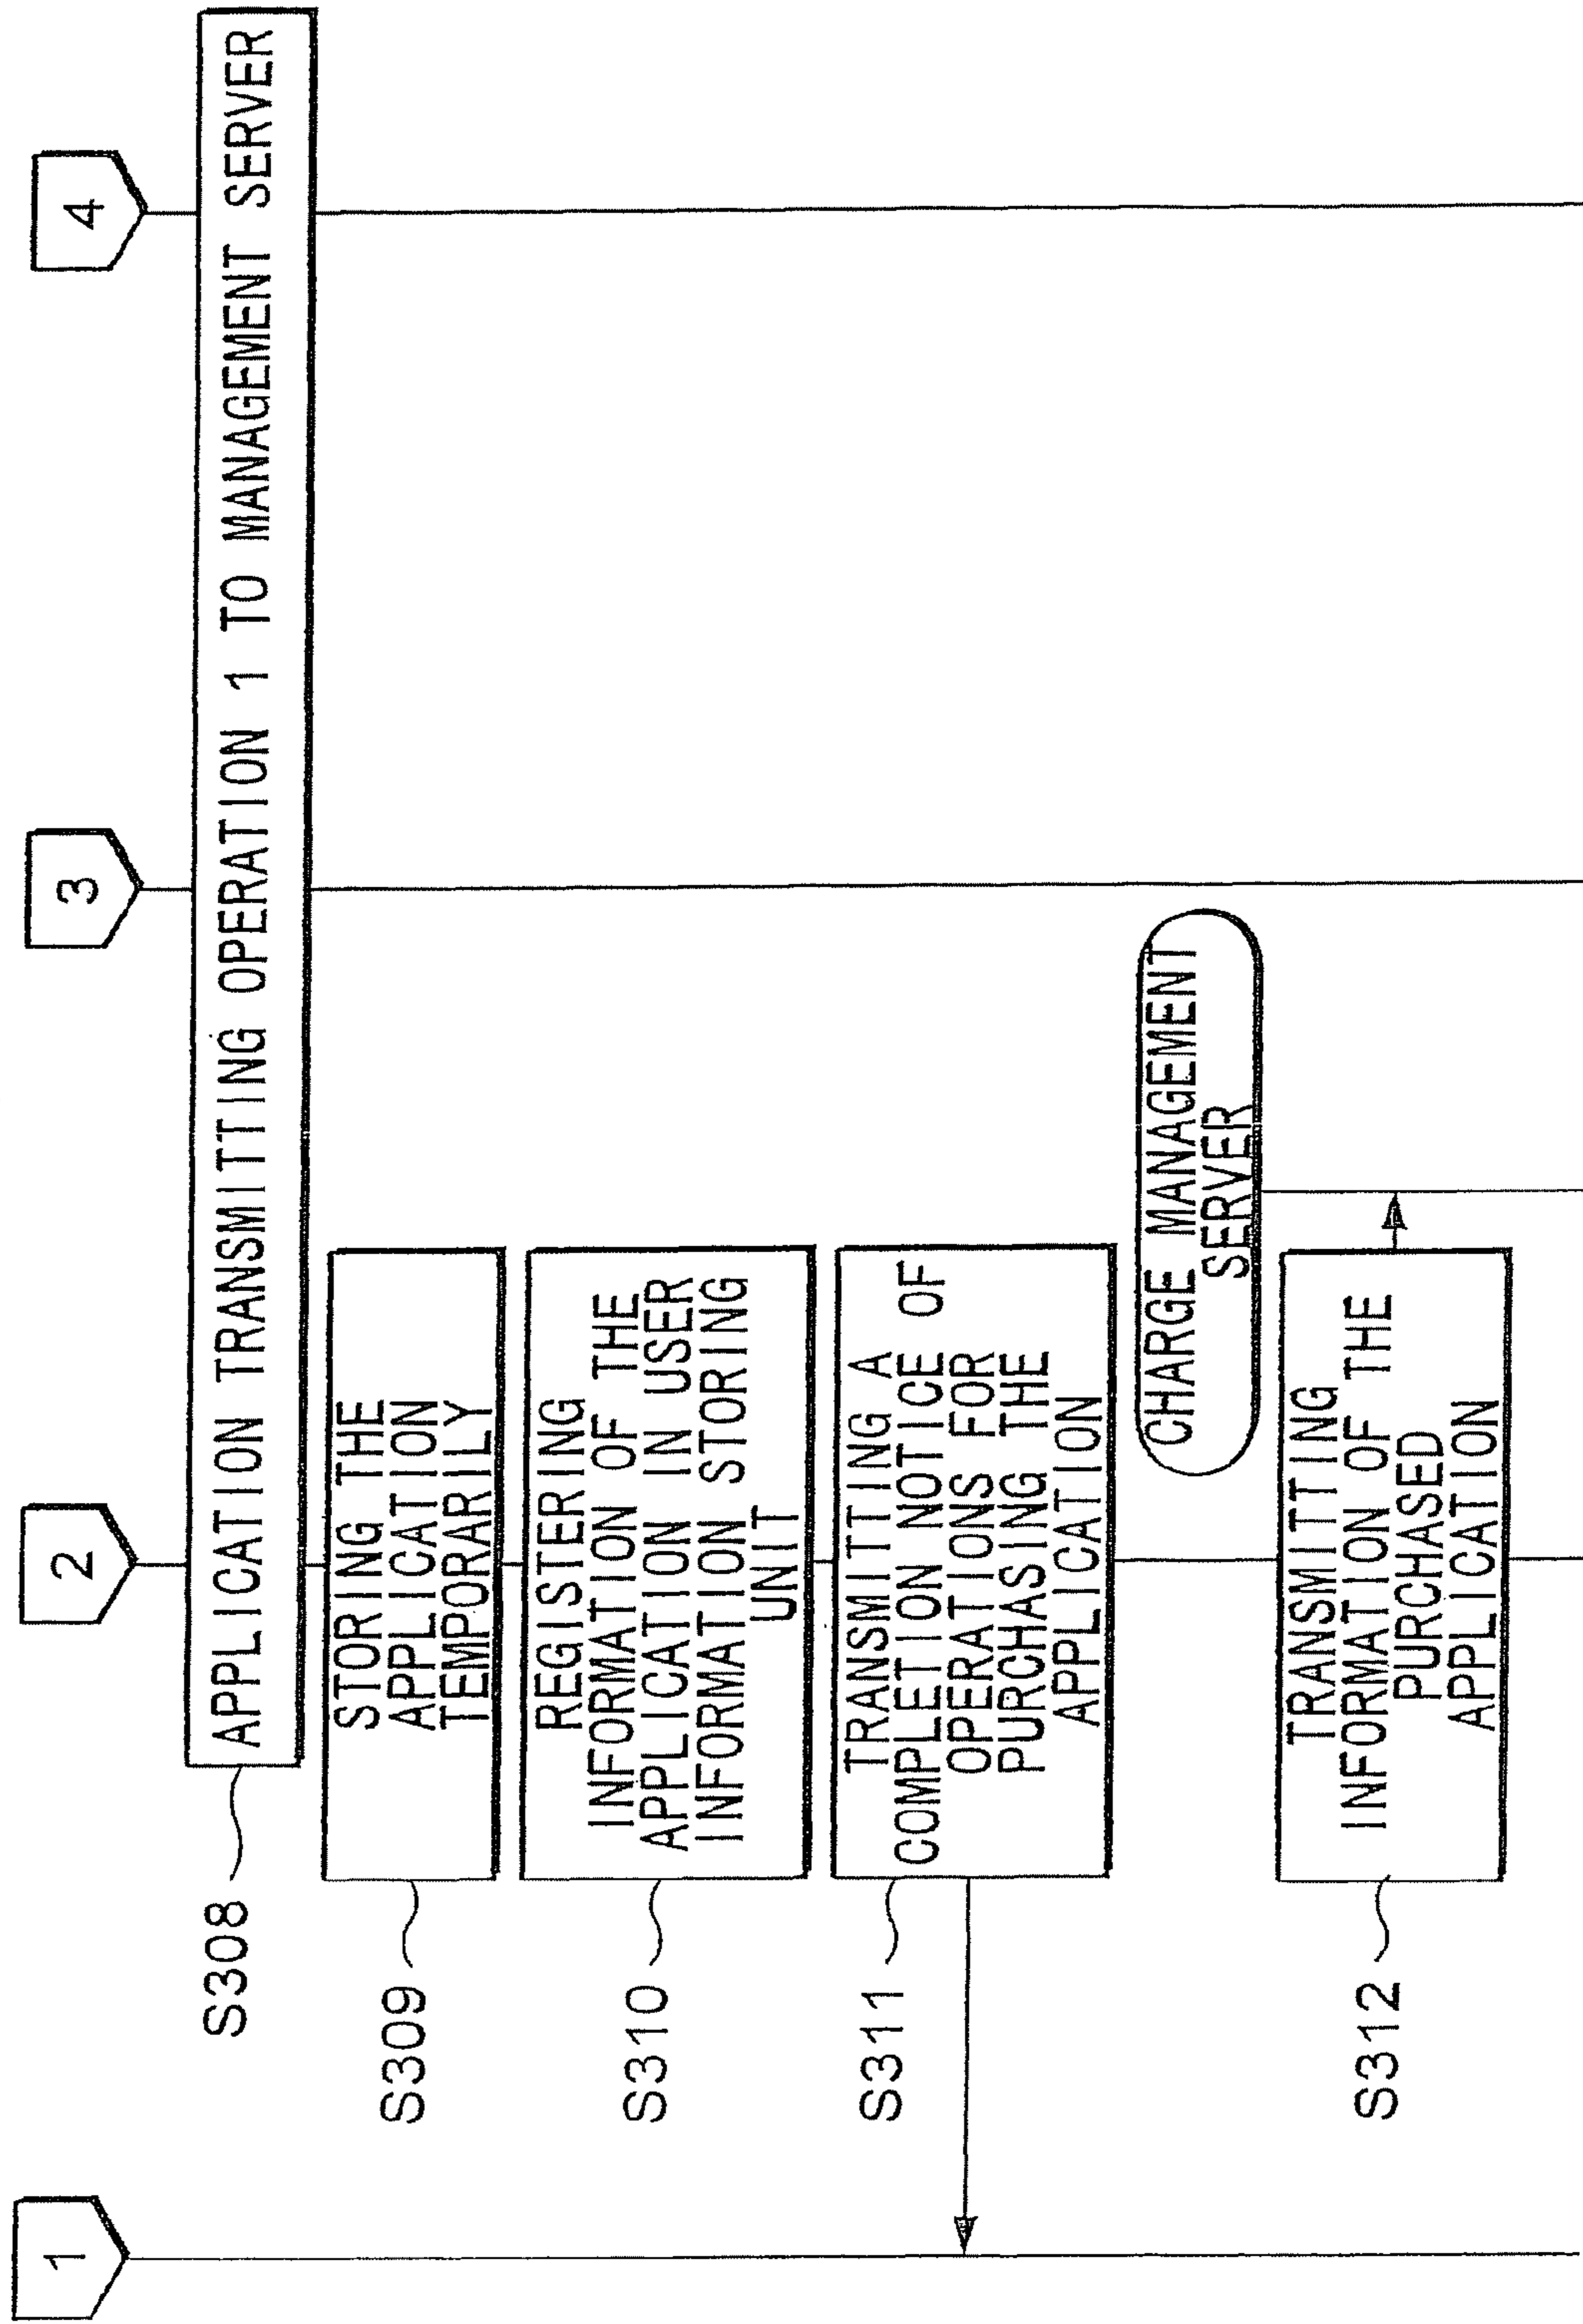 1
2
3
4
S308
APPLICATION TRANSMITTING OPERATION 1 TO MANAGEMENT SERVER
S309
STORING THE
APPLICATION
TEMPORARILY
S310
REGISTERING
INFORMATION OF THE
APPLICATION IN USER
INFORMATION STORING
UNIT
S311
TRANSMITTING A
COMPLETION NOTICE OF
OPERATIONS FOR
PURCHASING THE
APPLICATION
CHARGE MANAGEMENT
SERVER
S312
TRANSMITTING
INFORMATION OF THE
PURCHASED
APPLICATION